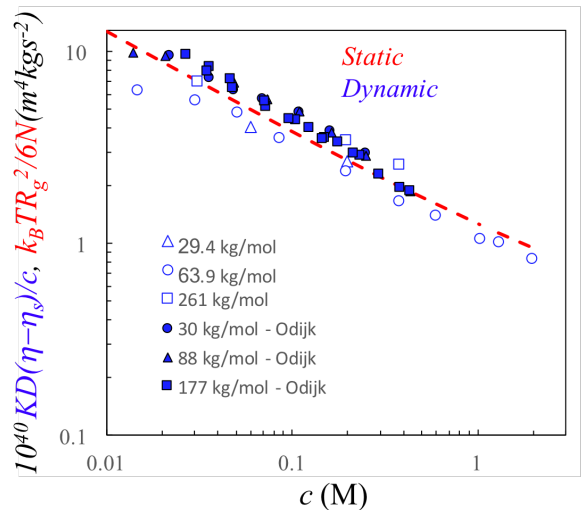 10⁴⁰ KD(η−ηₛ)/c, k_BTR_g²/6N(m⁴kgs⁻²)
10
1
0.1
Static
Dynamic
29.4 kg/mol
63.9 kg/mol
261 kg/mol
30 kg/mol - Odijk
88 kg/mol - Odijk
177 kg/mol - Odijk
0.01
0.1
1
c (M)